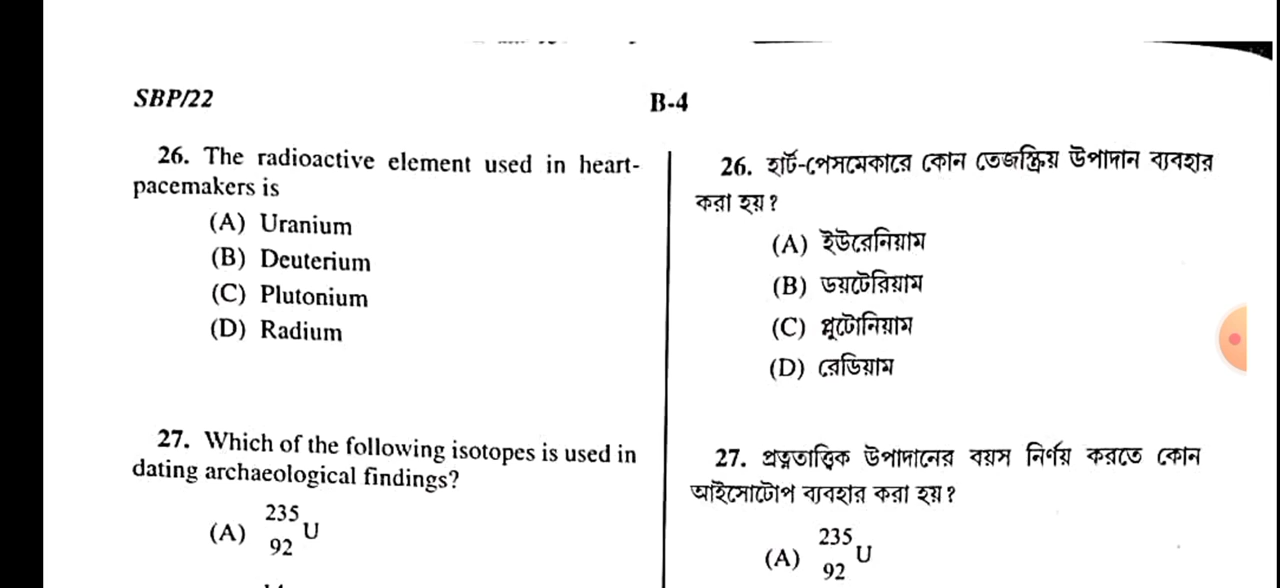 SBP/22
B-4
26. The radioactive element used in heart-
pacemakers is
(A) Uranium
(B) Deuterium
(C) Plutonium
(D) Radium
27. Which of the following isotopes is used in
dating archaeological findings?
(A) 235
92 U
26. হার্ট-পেসমেকারে কোন তেজস্ক্রিয় উপাদান ব্যবহার
করা হয়?
(A) ইউরেনিয়াম
(B) ডয়টেরিয়াম
(C) প্লুটোনিয়াম
(D) রেডিয়াম
27. প্রত্নতাত্ত্বিক উপাদানের বয়স নির্ণয় করতে কোন
আইসোটোপ ব্যবহার করা হয়?
(A) 235
92 U